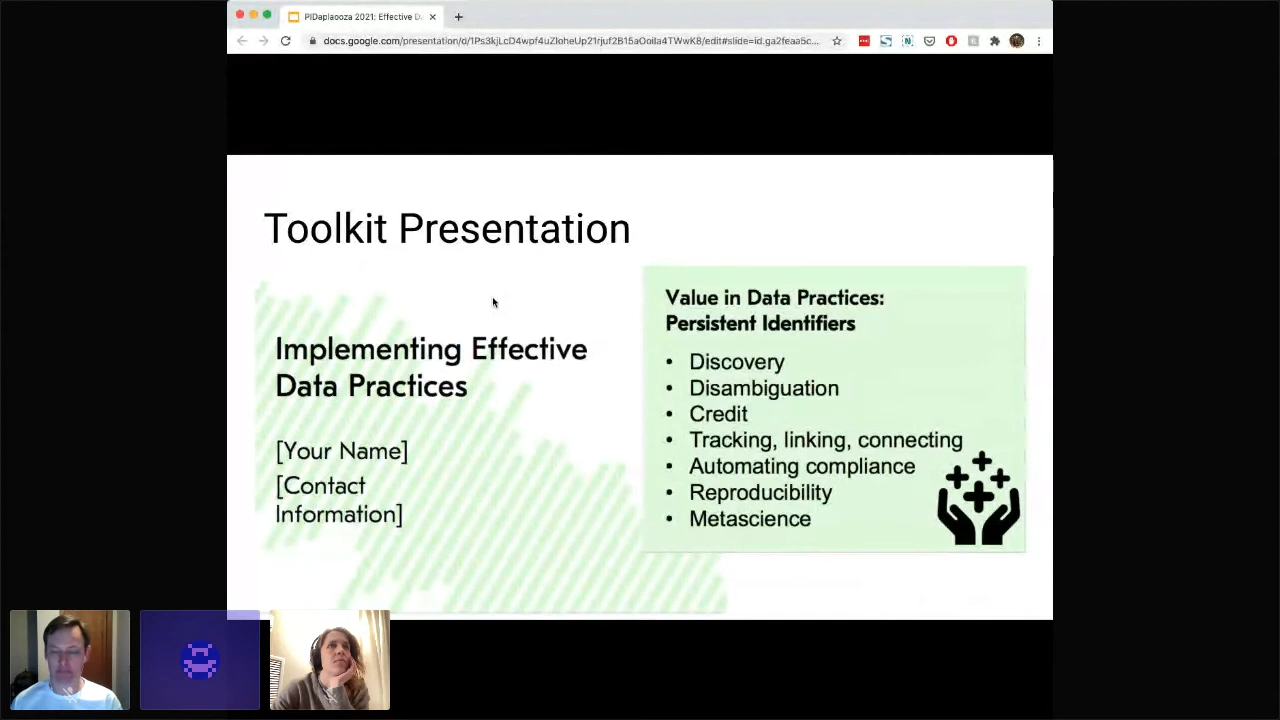 PIDaplaooza 2021: Effective D
docs.google.com/presentation/d/1Ps3kjLcD4wpf4uZloheUp21rjuf2B15aOoiIa4TWwK8/edit#slide=id.ga2feaa5c...
Toolkit Presentation
Implementing Effective
Data Practices
[Your Name]
[Contact
Information]
Value in Data Practices:
Persistent Identifiers
• Discovery
• Disambiguation
• Credit
• Tracking, linking, connecting
• Automating compliance
• Reproducibility
• Metascience